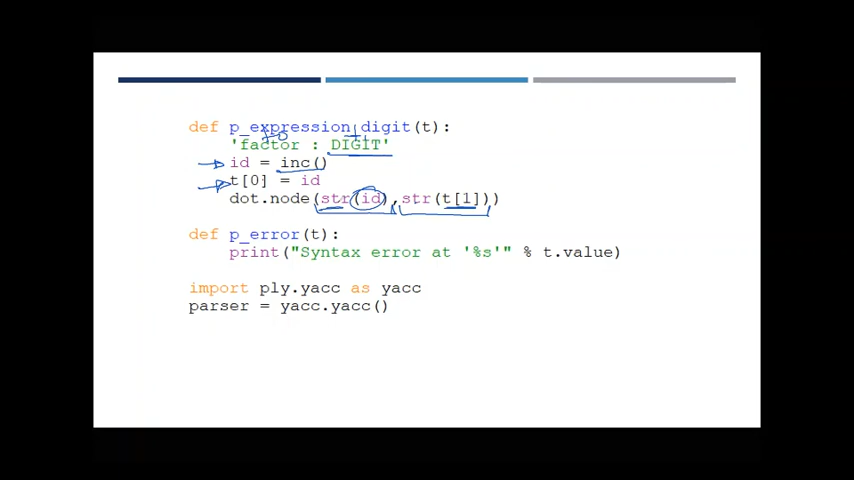 def p_expression_digit(t):
'factor : DIGIT'
id = inc()
t[0] = id
dot.node(str(id),str(t[1]))
def p_error(t):
print("Syntax error at '%s'" % t.value)
import ply.yacc as yacc
parser = yacc.yacc()